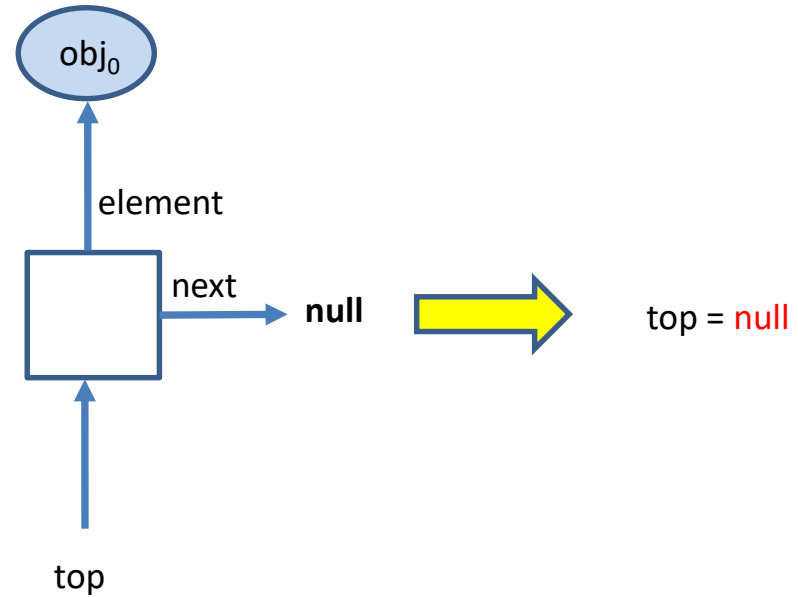 obj₀
element
next
null
top = null
top